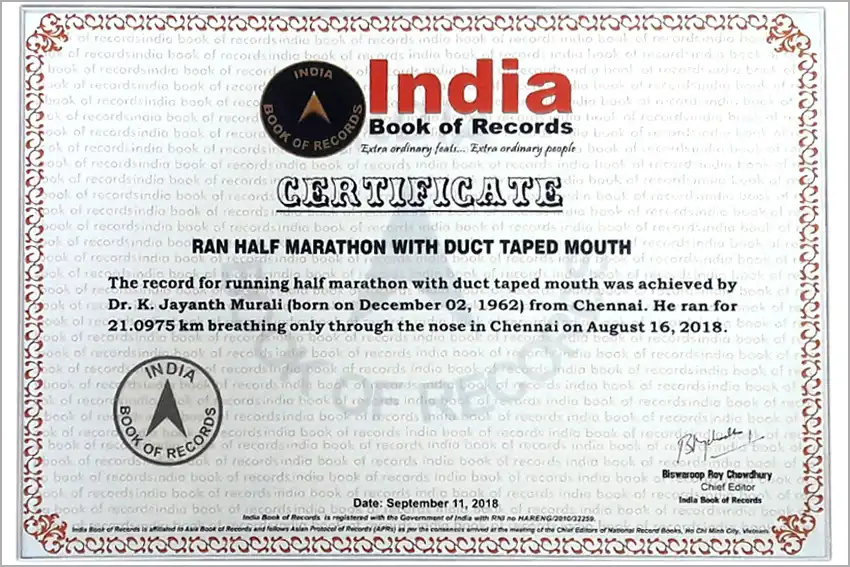 INDIA
BOOK OF RECORDS
India
Book of Records
Extra ordinary feats... Extra ordinary people
CERTIFICATE
RAN HALF MARATHON WITH DUCT TAPED MOUTH
The record for running half marathon with duct taped mouth was achieved by
Dr. K. Jayanth Murali (born on December 02, 1962) from Chennai. He ran for
21.0975 km breathing only through the nose in Chennai on August 16, 2018.
INDIA
BOOK OF RECORDS
Biswaroop Roy Chowdhury
Chief Editor
India Book of Records
Date: September 11, 2018
India Book of Records is registered with the Government of India with RNI no HARENG/2010/32259.
India Book of Records is affiliated to Asia Book of Records and follows Asian Protocol of Records (APR) as per the consensus arrived at the meeting of the Chief Editors of National Record Books, Ho Chi Minh City, Vietnam.